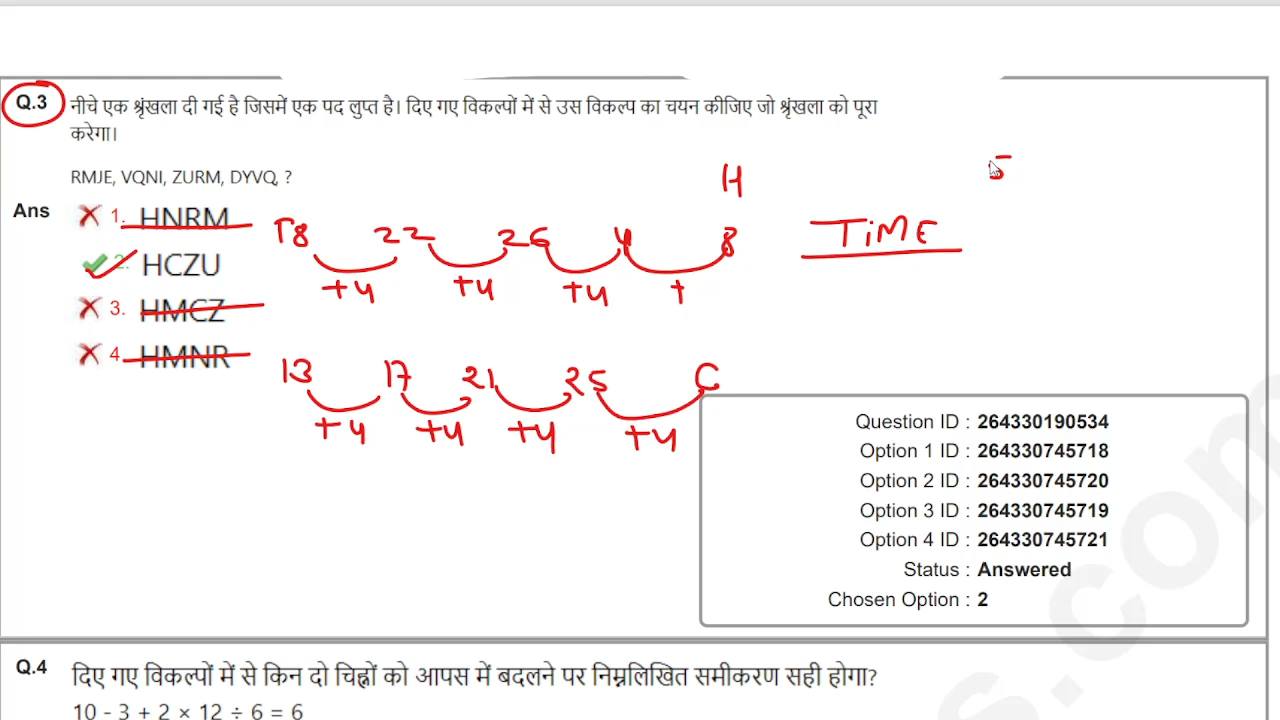 Q.3 नीचे एक श्रृंखला दी गई है जिसमें एक पद लुप्त है। दिए गए विकल्पों में से उस विकल्प का चयन कीजिए जो श्रृंखला को पूरा
करेगा।
RMJE, VQNI, ZURM, DYVQ, ?
H
5
Ans 1. HNRM
18 22 26 4 8
TiME
2. HCZU
+4 +4 +4 +
3. HMCZ
4. HMNR
13 17 21 25 C
+4 +4 +4 +4
Question ID : 264330190534
Option 1 ID : 264330745718
Option 2 ID : 264330745720
Option 3 ID : 264330745719
Option 4 ID : 264330745721
Status : Answered
Chosen Option : 2
Q.4 दिए गए विकल्पों में से किन दो चिह्नों को आपस में बदलने पर निम्नलिखित समीकरण सही होगा?
10 - 3 + 2 × 12 ÷ 6 = 6
s.com